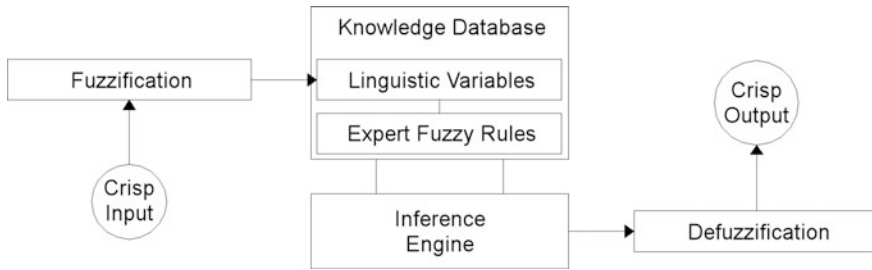 Knowledge Database
Fuzzification
Linguistic Variables
Expert Fuzzy Rules
Crisp
Input
Inference
Engine
Defuzzification
Crisp
Output